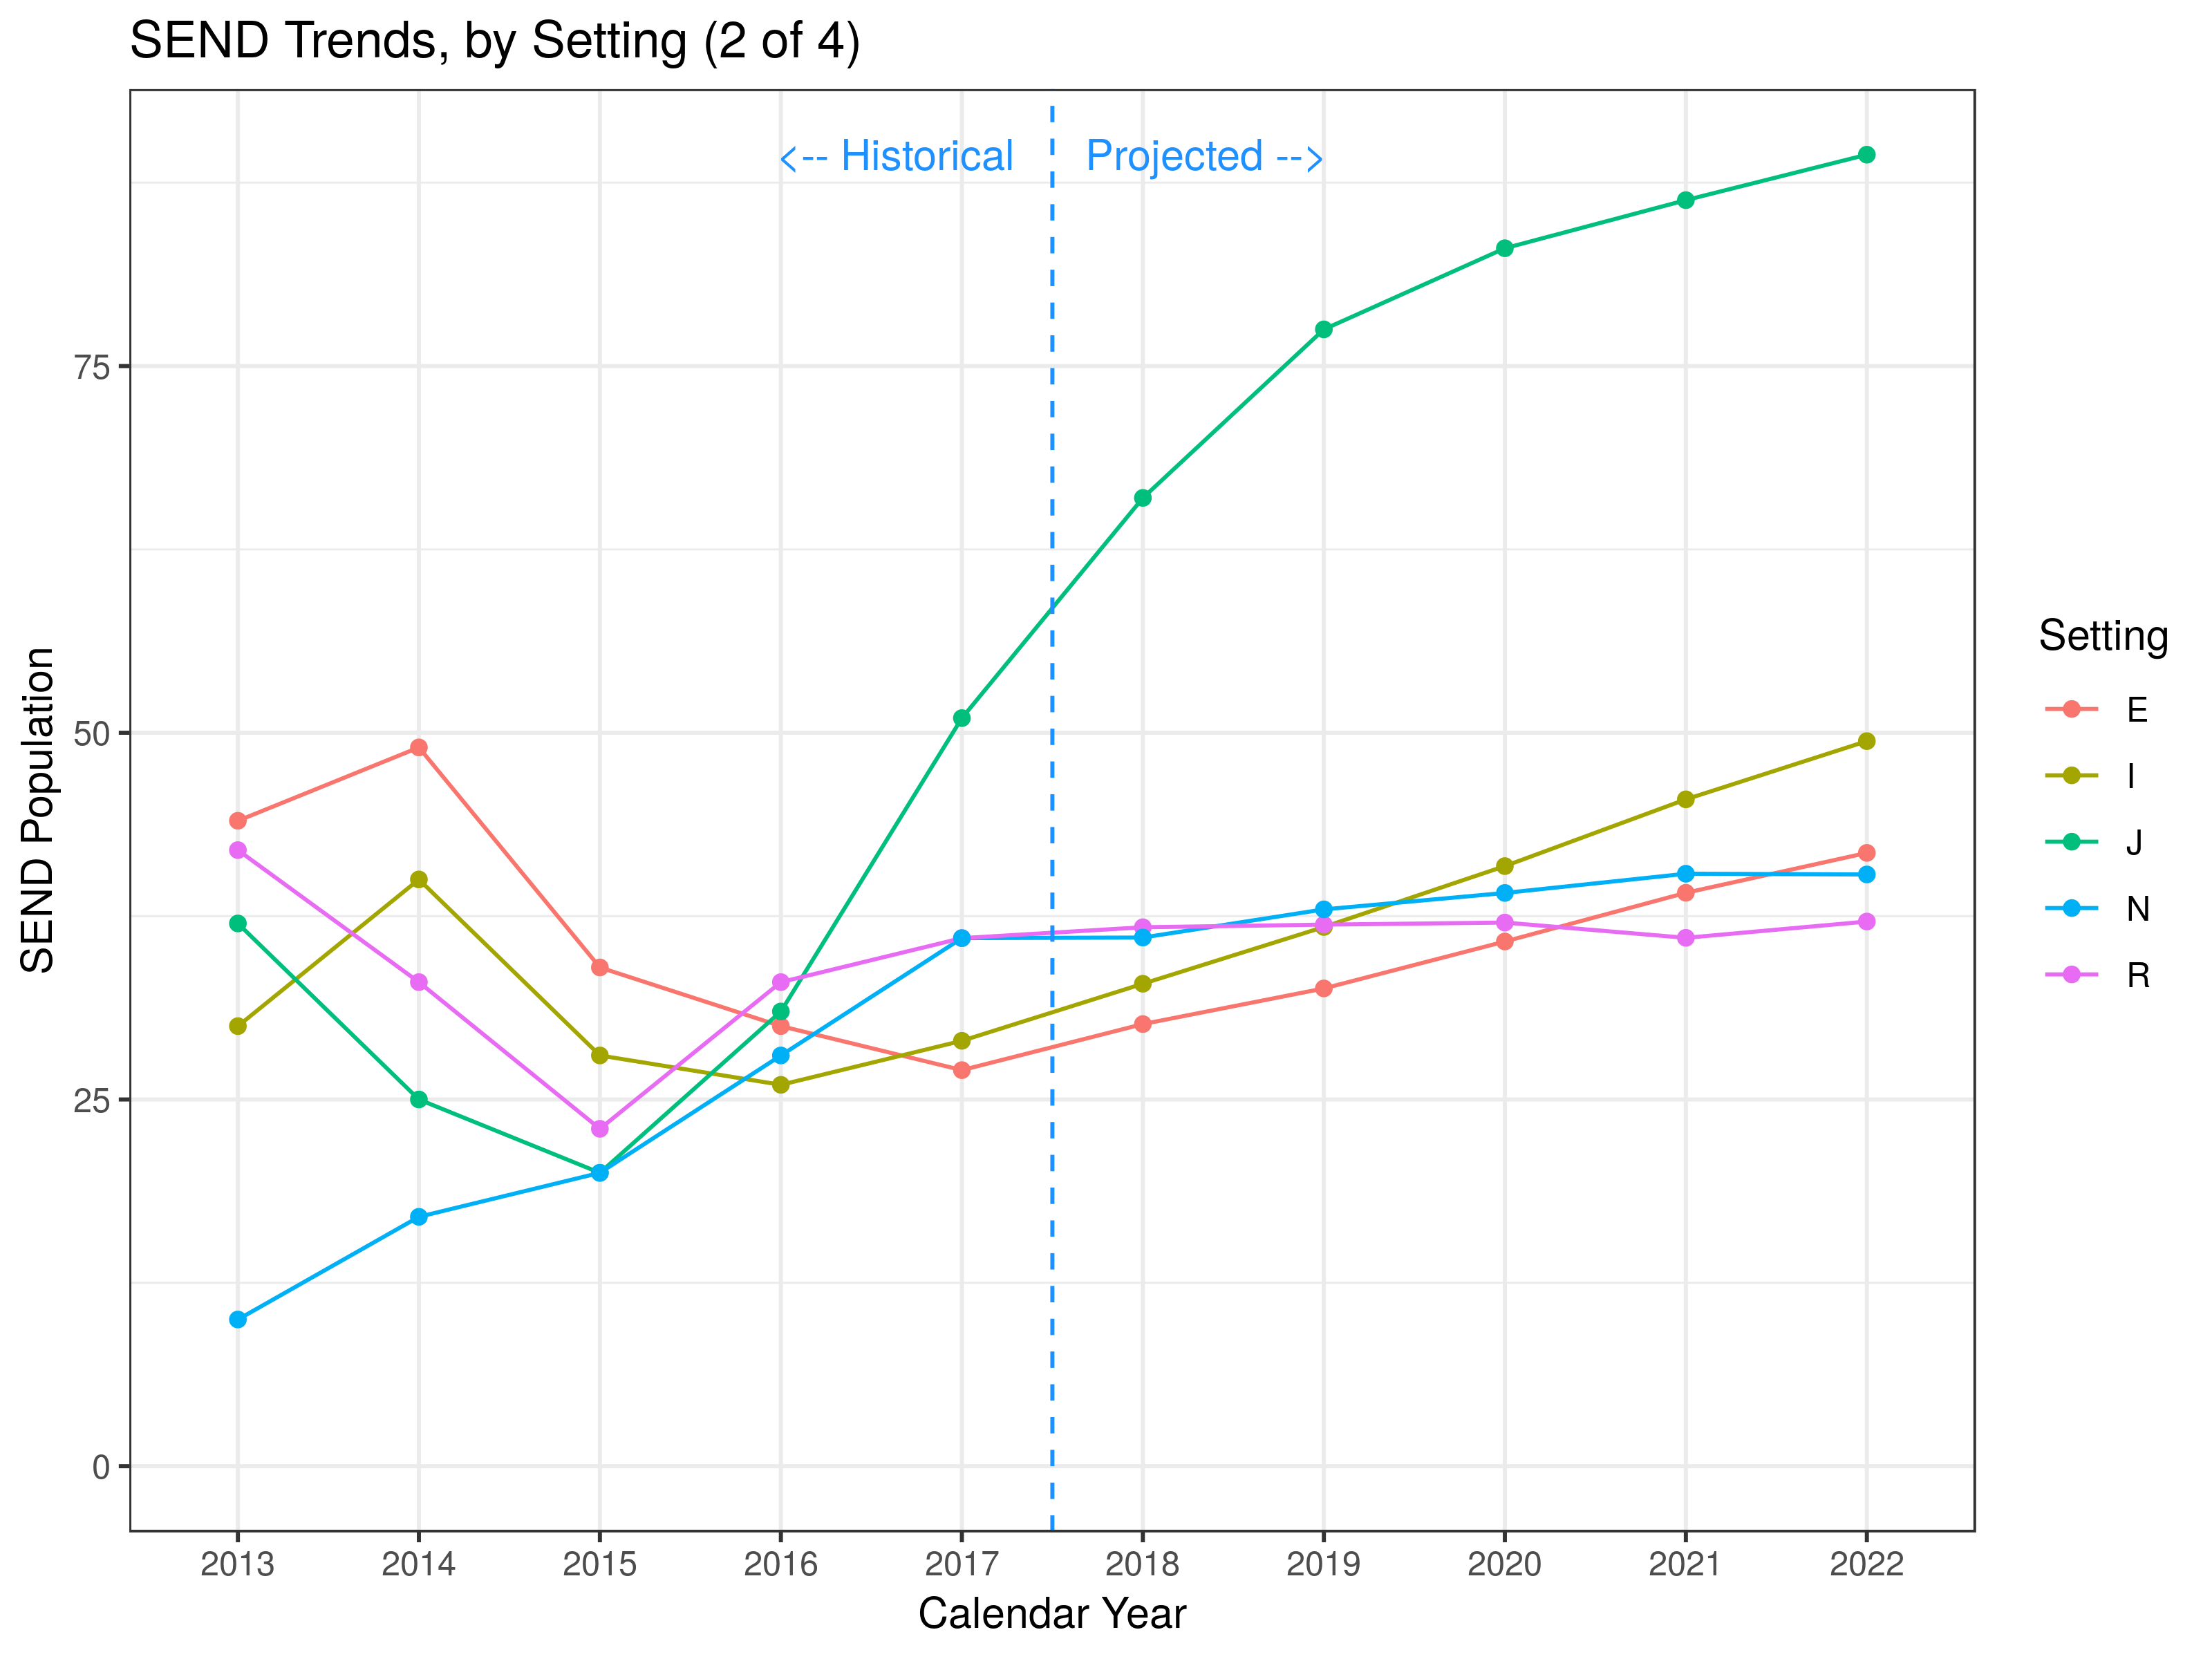 SEND Trends, by Setting (2 of 4)
<-- Historical
Projected -->
75
50
25
0
SEND Population
2013 2014 2015 2016 2017 2018 2019 2020 2021 2022
Calendar Year
Setting
E
I
J
N
R